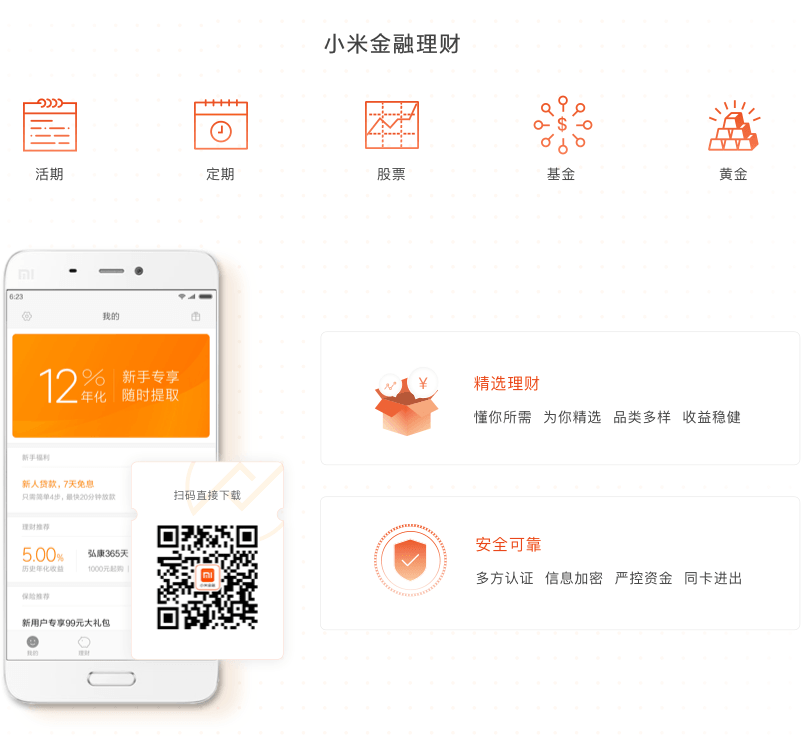 小米金融理财
活期
定期
股票
基金
黄金
6:23
我的
12%年化
新手专享
随时提取
新手福利
新人贷款，7天免息
只需简单4步，最快20分钟放款
理财推荐
5.00%
弘康365天
历史年化收益
1000元起购
保险推荐
新用户专享99元大礼包
我的
理财
扫码直接下载
小米金融
精选理财
懂你所需 为你精选 品类多样 收益稳健
安全可靠
多方认证 信息加密 严控资金 同卡进出